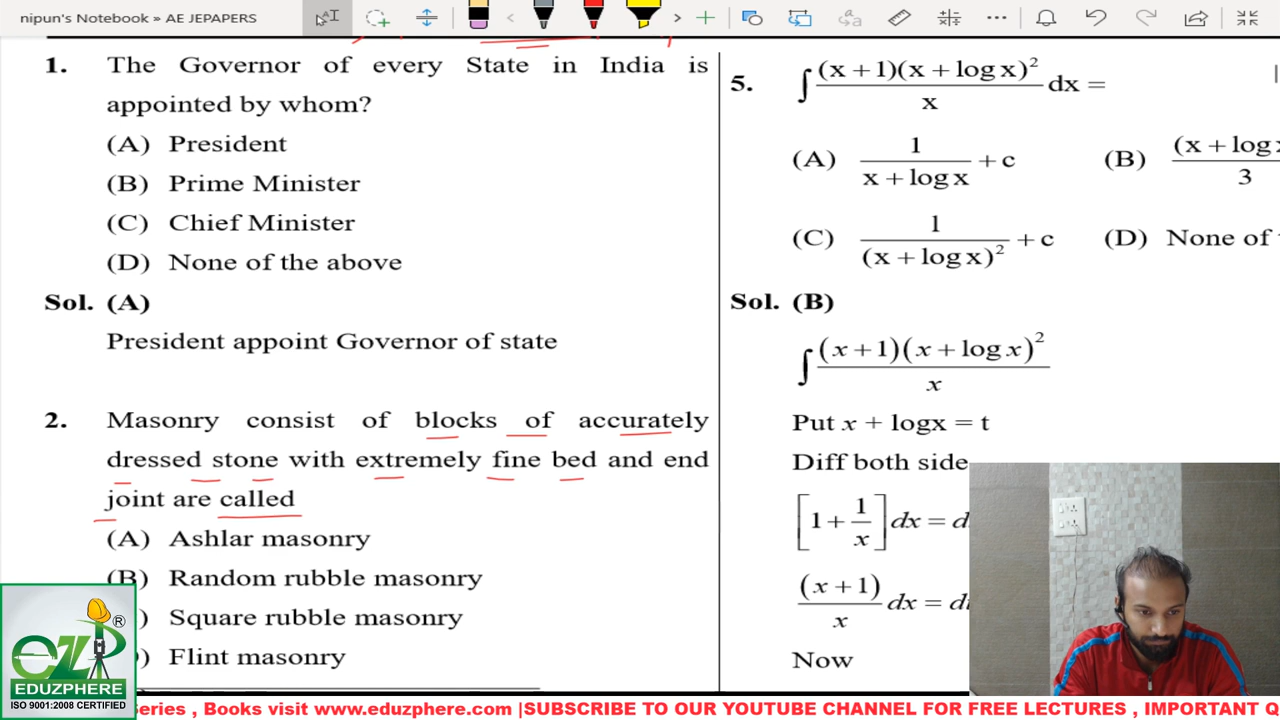 nipun's Notebook » AE JEPAPERS
1. The Governor of every State in India is
appointed by whom?
(A) President
(B) Prime Minister
(C) Chief Minister
(D) None of the above
Sol. (A)
President appoint Governor of state
2. Masonry consist of blocks of accurately
dressed stone with extremely fine bed and end
joint are called
(A) Ashlar masonry
(B) Random rubble masonry
) Square rubble masonry
) Flint masonry
5. ∫ (x + 1)(x + log x)² / x dx =
(A) 1 / x + log x + c
(B) (x + log / 3
(C) 1 / (x + log x)² + c
(D) None of
Sol. (B)
∫ (x + 1)(x + log x)² / x
Put x + logx = t
Diff both side
[1 + 1/x] dx = d
(x + 1) / x dx = d
Now
EZP ®
EDUZPHERE
ISO 9001:2008 CERTIFIED
eries , Books visit www.eduzphere.com |SUBSCRIBE TO OUR YOUTUBE CHANNEL FOR FREE LECTURES , IMPORTANT Q